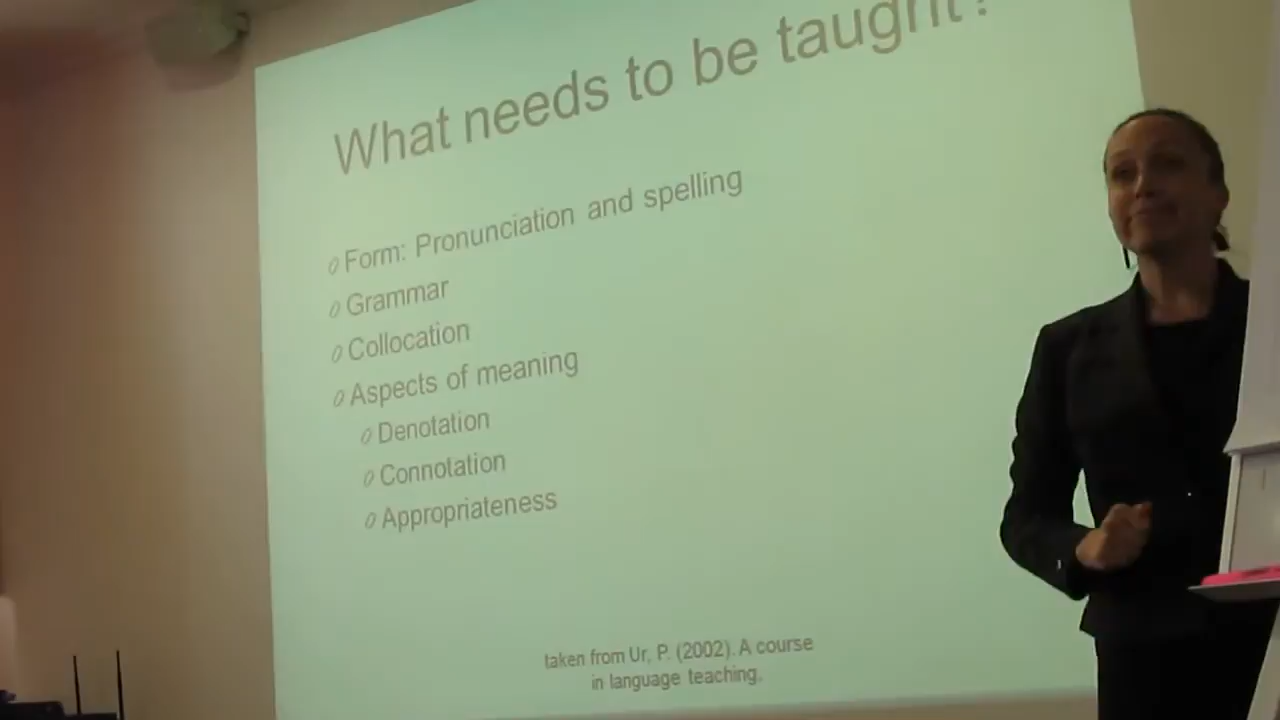 What needs to be taught?
Form: Pronunciation and spelling
Grammar
Collocation
Aspects of meaning
Denotation
Connotation
Appropriateness
taken from Ur, P. (2002). A course
in language teaching.